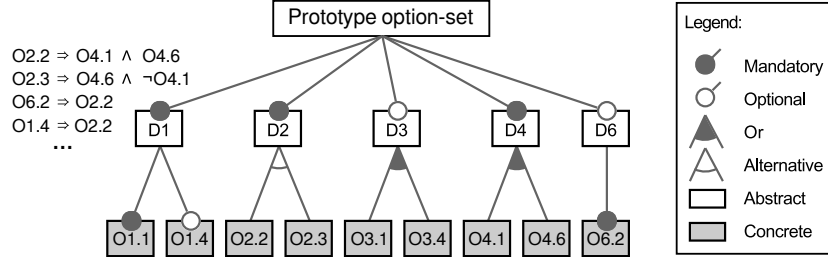 Prototype option-set
O2.2 ⇒ O4.1 ∧ O4.6
O2.3 ⇒ O4.6 ∧ ¬O4.1
O6.2 ⇒ O2.2
O1.4 ⇒ O2.2
...
D1 D2 D3 D4 D6
O1.1 O1.4 O2.2 O2.3 O3.1 O3.4 O4.1 O4.6 O6.2
Legend:
Mandatory
Optional
Or
Alternative
Abstract
Concrete